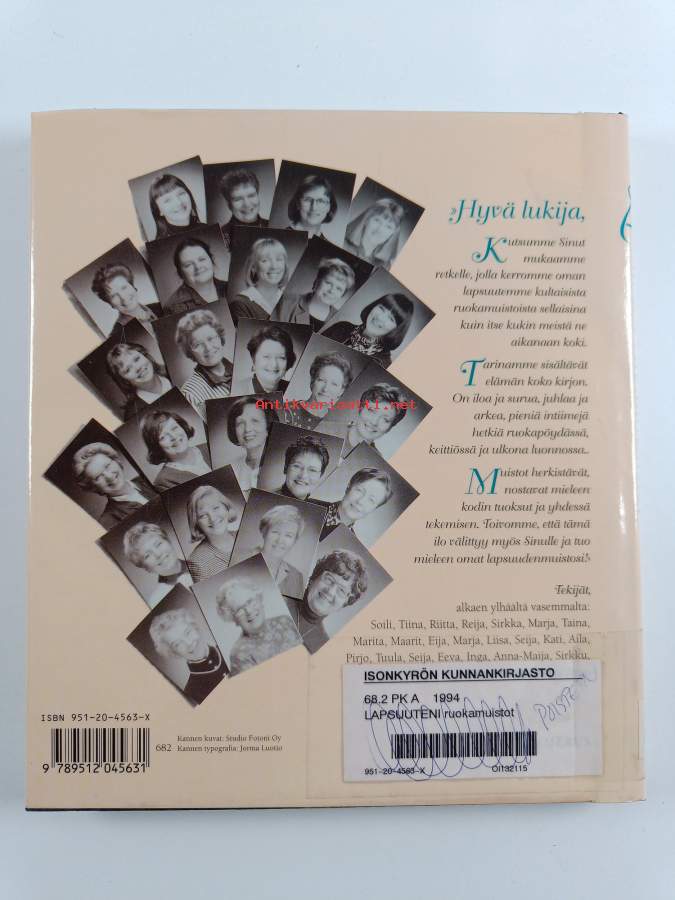 »Hyvä lukija,
Kutsumme Sinut
mukaamme
retkelle, jolla kerromme oman
lapsuutemme kultaisista
ruokamuistoista sellaisina
kuin itse kukin meistä ne
aikanaan koki.
Tarinamme sisältävät
elämän koko kirjon.
On iloa ja surua, juhlaa ja
arkea, pieniä intiimejä
hetkiä ruokapöydässä,
keittiössä ja ulkona luonnossa..
Muistot herkistävät,
nostavat mieleen
kodin tuoksut ja yhdessä
tekemisen. Toivomme, että tämä
ilo välittyy myös Sinulle ja tuo
mieleen omat lapsuudenmuistosi!»
Tekijät,
alkaen ylhäältä vasemmalta:
Soili, Tiina, Riitta, Reija, Sirkka, Marja, Taina,
Marita, Maarit, Eija, Marja, Liisa, Seija, Kati, Aila,
Pirjo, Tuula, Seija, Eeva, Inga, Anna-Maija, Sirkku,
Antikvariaatti.net
ISONKYRÖN KUNNANKIRJASTO
68.2 PK A 1994
LAPSUUTENI ruokamuistot
951-20-4563-X OI132115
ISBN 951-20-4563-X
682
Kannen kuvat: Studio Fotoni Oy
Kannen typografia: Jorma Luotio
9 789512 045631